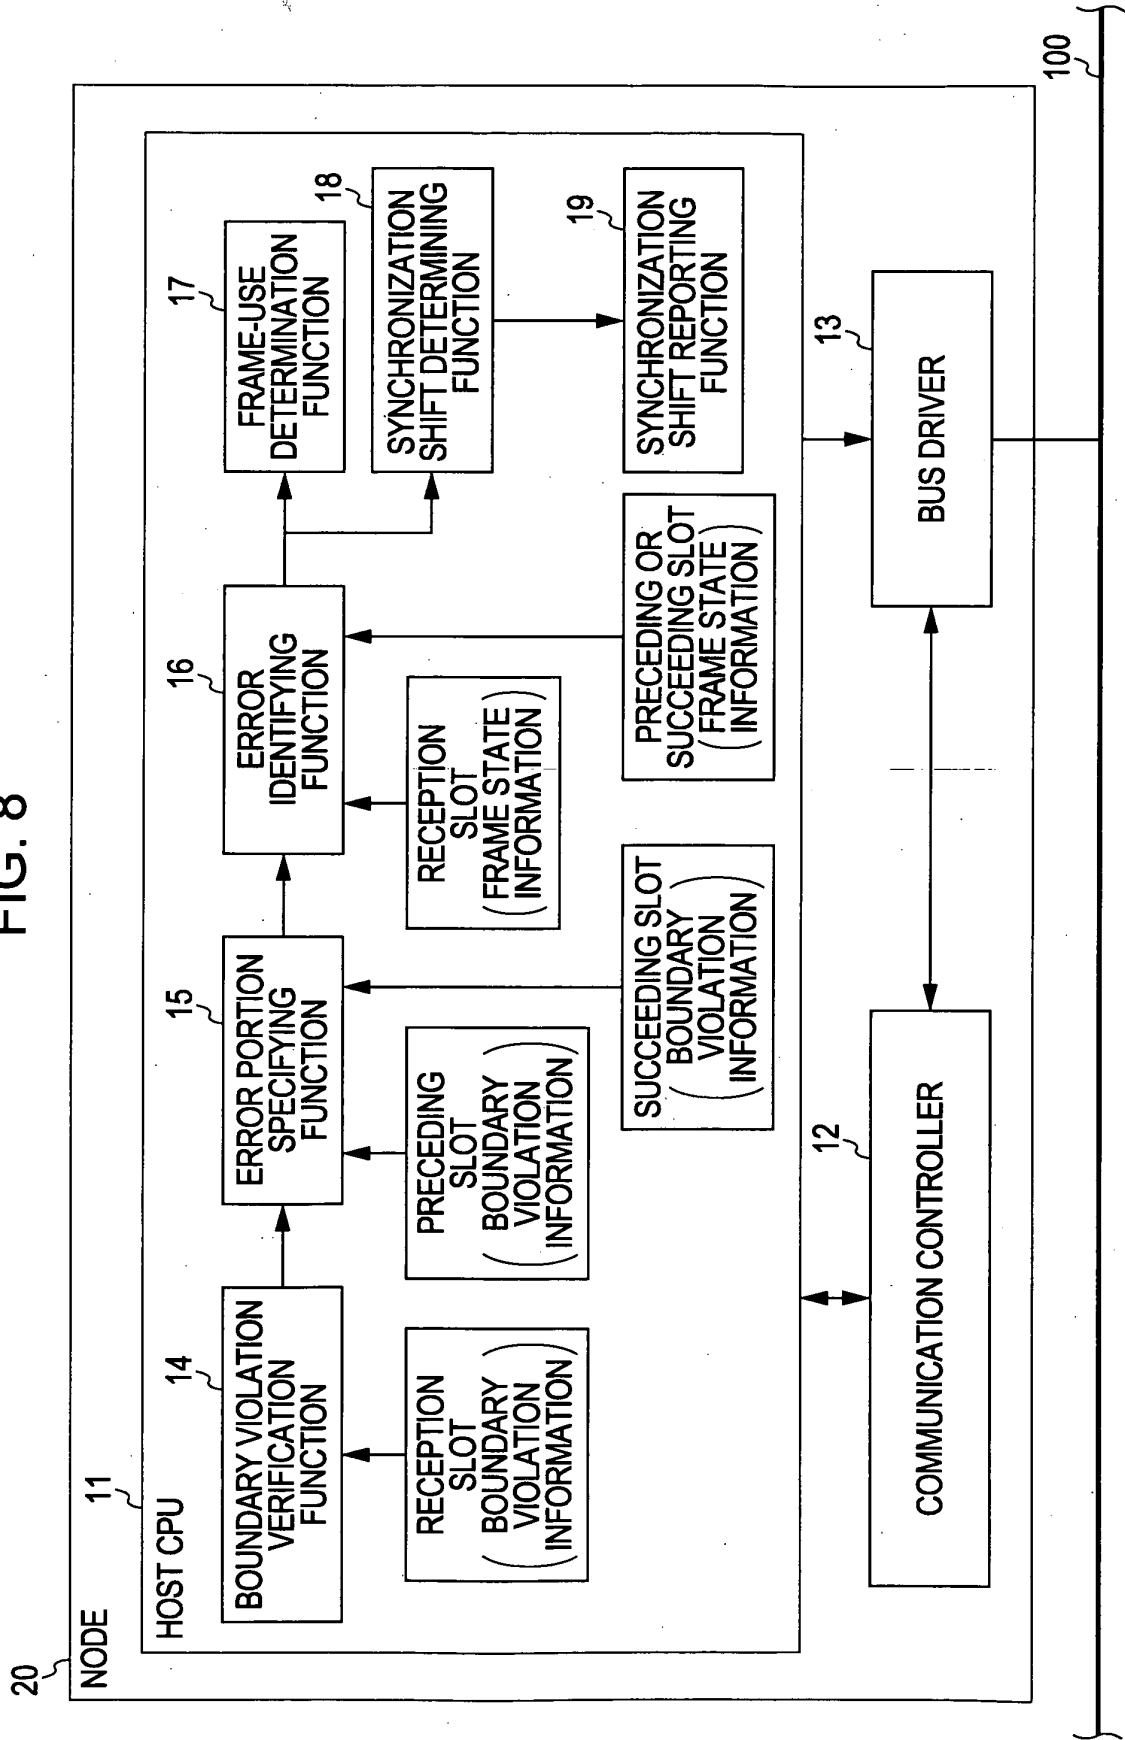 FIG. 8
20
NODE
11
HOST CPU
14
BOUNDARY VIOLATION
VERIFICATION
FUNCTION
15
ERROR PORTION
SPECIFYING
FUNCTION
16
ERROR
IDENTIFYING
FUNCTION
17
FRAME-USE
DETERMINATION
FUNCTION
18
SYNCHRONIZATION
SHIFT DETERMINING
FUNCTION
RECEPTION
SLOT
(BOUNDARY
VIOLATION
INFORMATION)
PRECEDING
SLOT
(BOUNDARY
VIOLATION
INFORMATION)
RECEPTION
SLOT
(FRAME STATE
INFORMATION)
SUCCEEDING SLOT
(BOUNDARY
VIOLATION
INFORMATION)
PRECEDING OR
SUCCEEDING SLOT
(FRAME STATE
INFORMATION)
19
SYNCHRONIZATION
SHIFT REPORTING
FUNCTION
12
COMMUNICATION CONTROLLER
13
BUS DRIVER
100